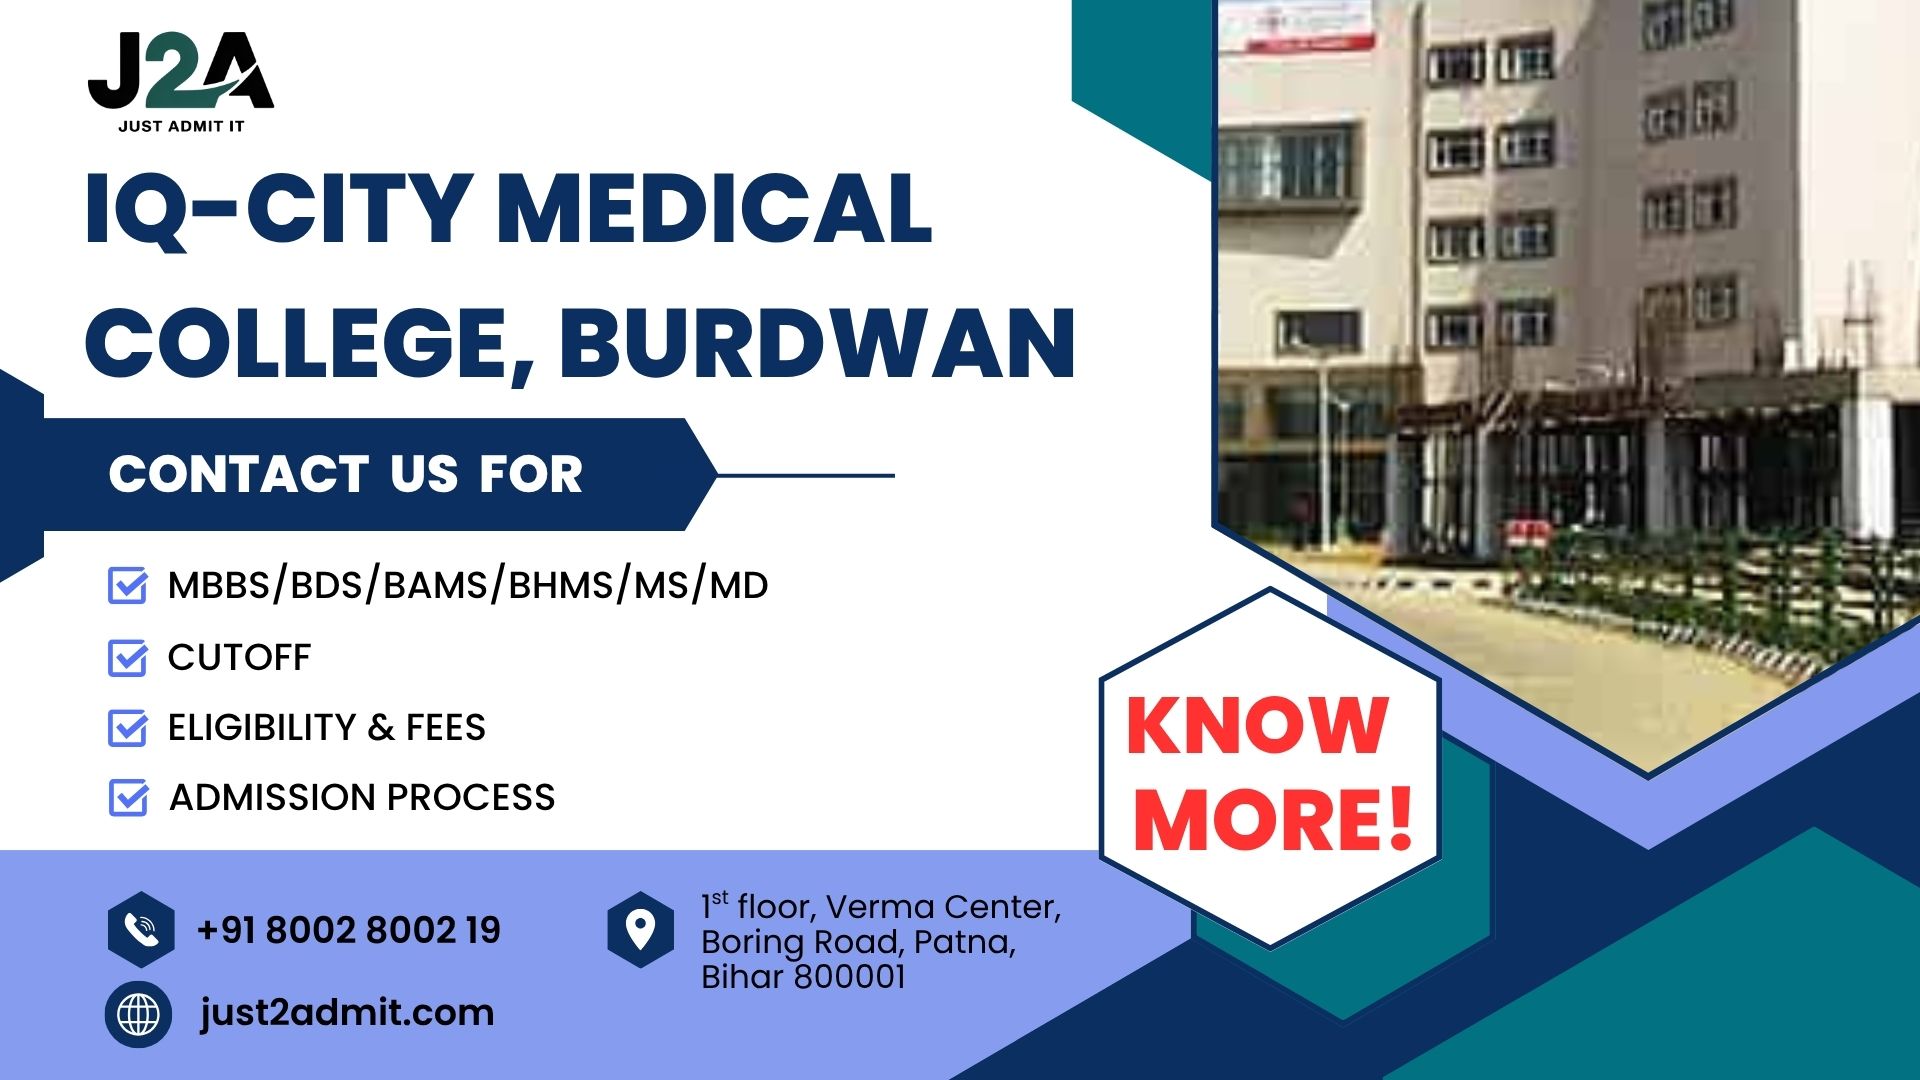 J2A
JUST ADMIT IT
IQ-CITY MEDICAL
COLLEGE, BURDWAN
CONTACT US FOR
MBBS/BDS/BAMS/BHMS/MS/MD
CUTOFF
ELIGIBILITY & FEES
ADMISSION PROCESS
KNOW
MORE!
+91 8002 8002 19
just2admit.com
1st floor, Verma Center,
Boring Road, Patna,
Bihar 800001